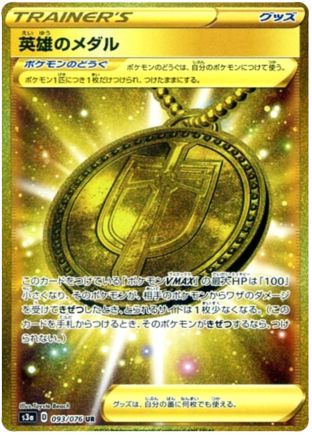 TRAINER'S
グッズ
えい ゆう
英雄のメダル
ポケモンのどうぐ
ポケモンのどうぐは、自分のポケモンにつけて使う。
ポケモン1匹につき1枚だけつけられ、つけたままにする。
このカードをつけている「ポケモンVMAX」の最大HPは「100」
小さくなり、そのポケモンが、相手のポケモンからワザのダメージ
を受けてきぜつしたとき、とられるサイドは1枚少なくなる。（この
カードを手札からつけるとき、ポケモンがきぜつするなら、つけら
れない。）
Illus.Toyste Beach
s3a D 093/076 UR
グッズは、自分の番に何枚でも使える。